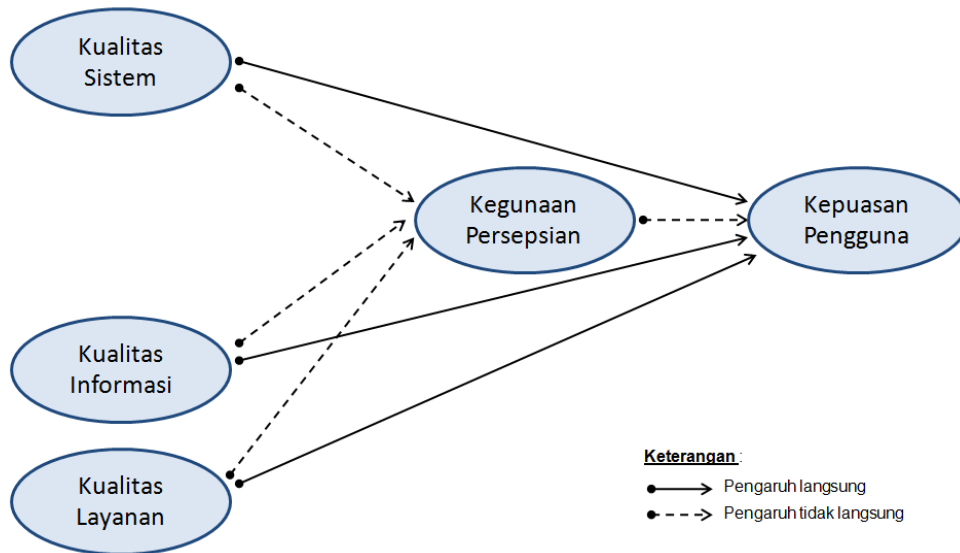 Kualitas
Sistem
Kegunaan
Persepsian
Kepuasan
Pengguna
Kualitas
Informasi
Kualitas
Layanan
Keterangan :
Pengaruh langsung
Pengaruh tidak langsung